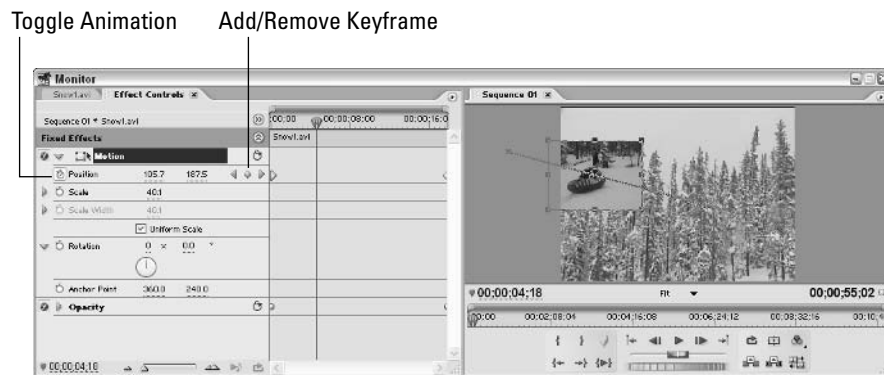 Toggle Animation Add/Remove Keyframe
Monitor
Snow1.avi Effect Controls
Sequence 01
Sequence 01 * Snow1.avi
:00;00 00;00;08;00 00;00;16;0
Fixed Effects
Snow1.avi
Motion
Position 105.7 187.5
Scale 40.1
Scale Width 40.1
Uniform Scale
Rotation 0 x 0.0 °
Anchor Point 360.0 240.0
Opacity
00;00;04;18
00;00;04;18 Fit 00;00;55;02
00;00 00;02;08;04 00;04;16;08 00;06;24;12 00;08;32;16 00;10;4